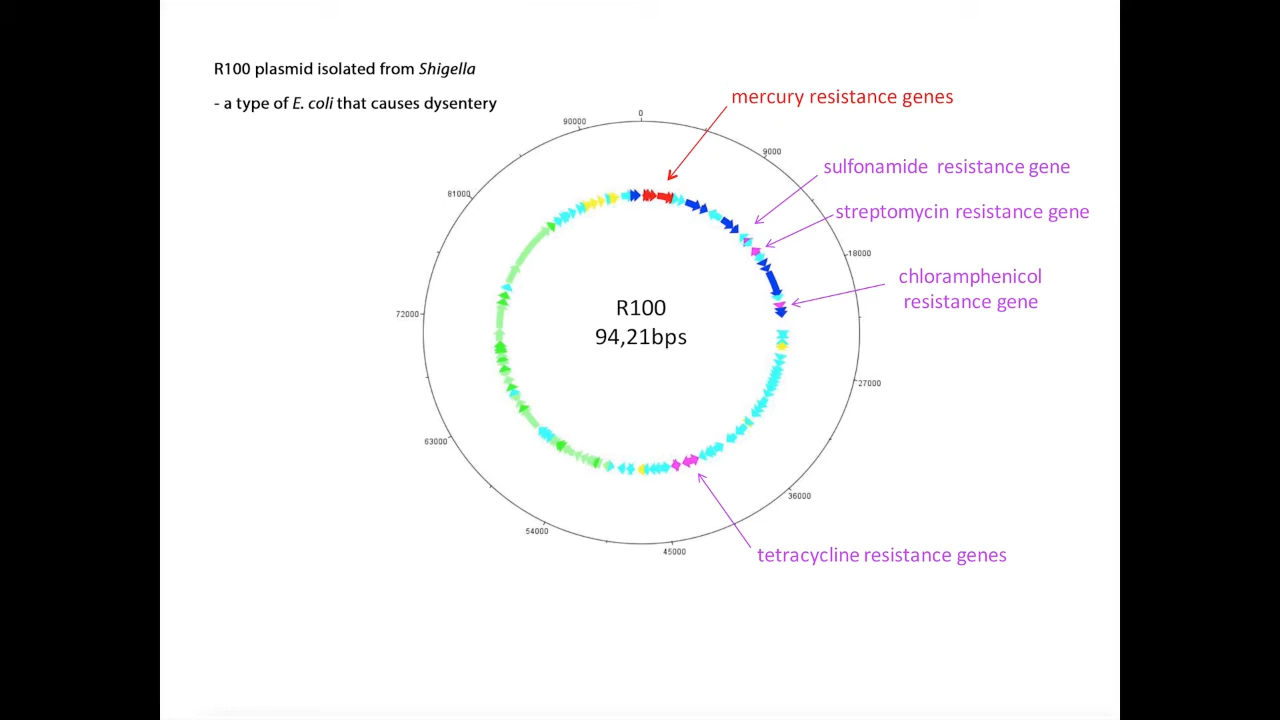 R100 plasmid isolated from Shigella
- a type of E. coli that causes dysentery
mercury resistance genes
sulfonamide resistance gene
streptomycin resistance gene
chloramphenicol
resistance gene
R100
94,21bps
tetracycline resistance genes
0
9000
18000
27000
36000
45000
54000
63000
72000
81000
90000